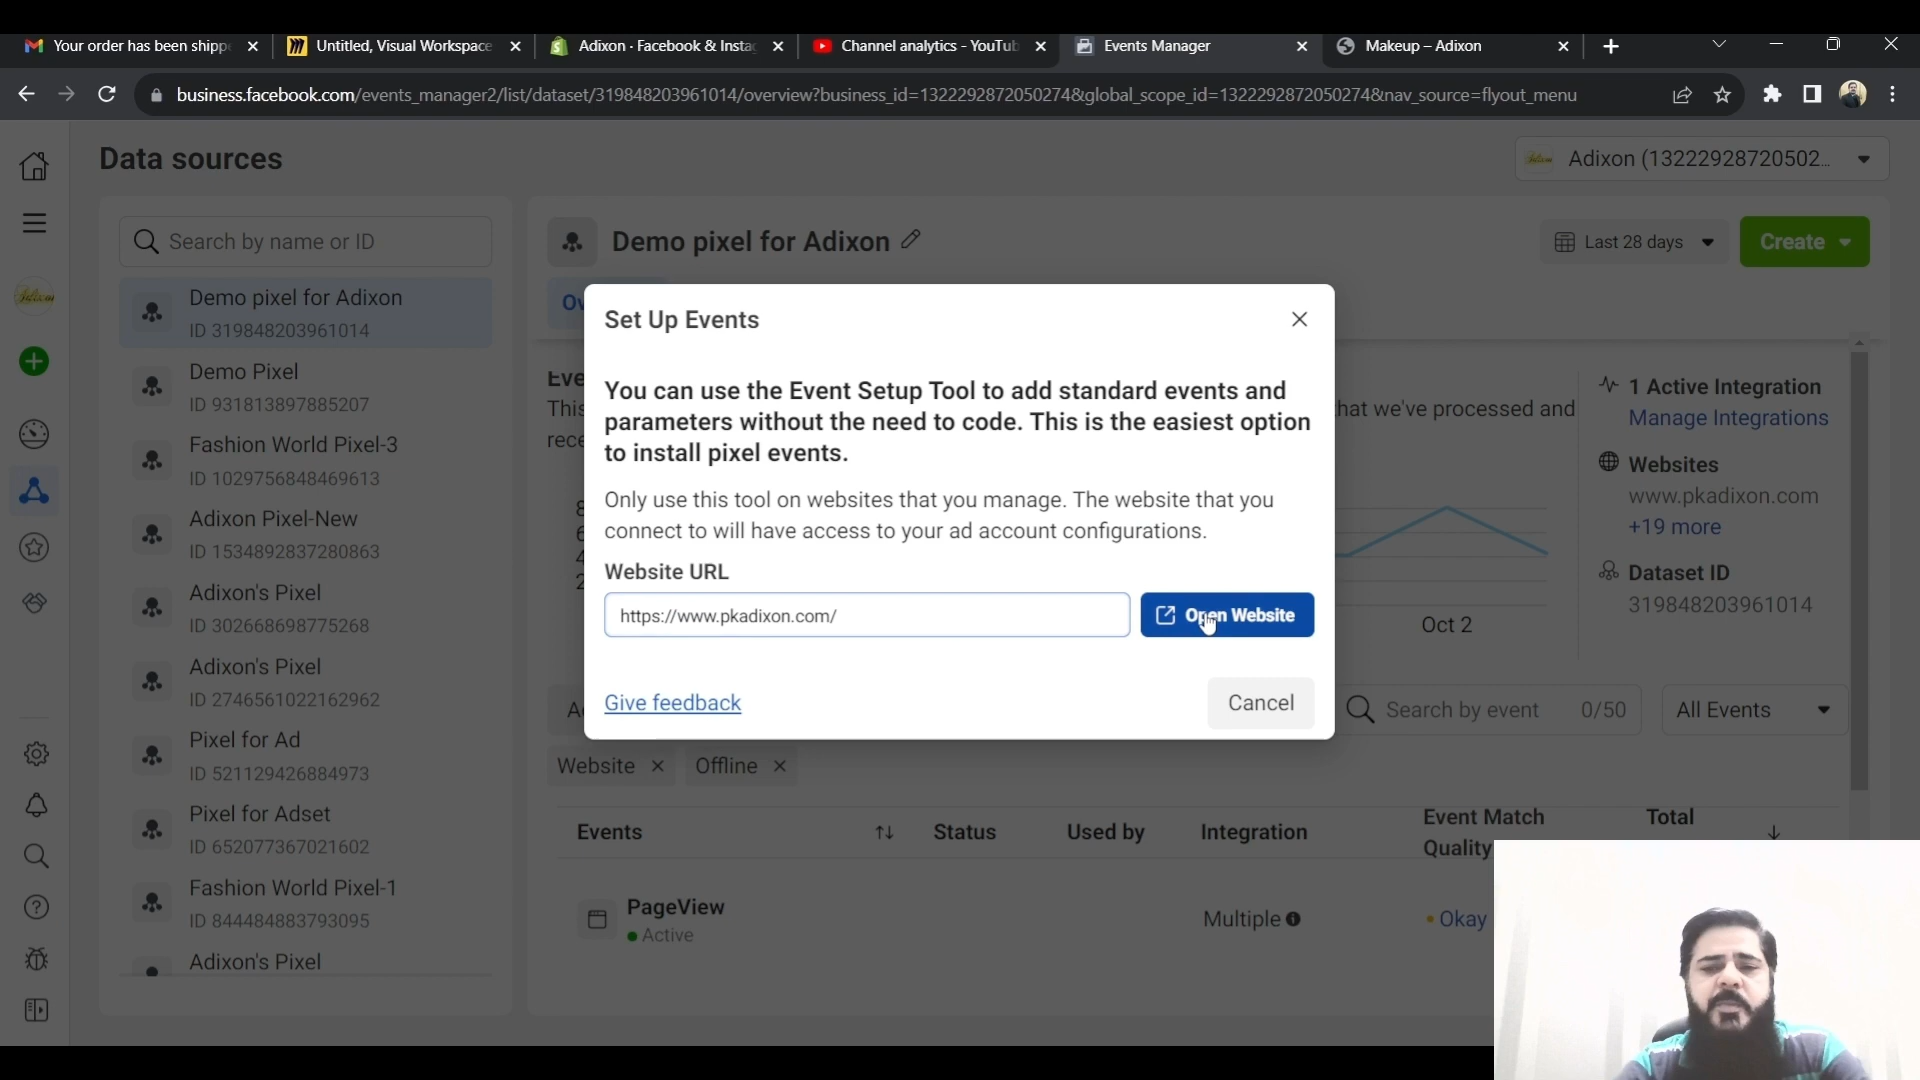 Your order has been shipp
Untitled, Visual Workspace
Adixon · Facebook & Insta
Channel analytics - YouTub
Events Manager
Makeup – Adixon
business.facebook.com/events_manager2/list/dataset/319848203961014/overview?business_id=1322292872050274&global_scope_id=1322292872050274&nav_source=flyout_menu
Data sources
Adixon (13222928720502...
Search by name or ID
Demo pixel for Adixon
Last 28 days
Create
Demo pixel for Adixon
ID 319848203961014
Demo Pixel
ID 931813897885207
Fashion World Pixel-3
ID 1029756848469613
Adixon Pixel-New
ID 1534892837280863
Adixon's Pixel
ID 302668698775268
Adixon's Pixel
ID 2746561022162962
Pixel for Ad
ID 521129426884973
Pixel for Adset
ID 652077367021602
Fashion World Pixel-1
ID 844484883793095
Adixon's Pixel
Set Up Events
You can use the Event Setup Tool to add standard events and
parameters without the need to code. This is the easiest option
to install pixel events.
Only use this tool on websites that you manage. The website that you
connect to will have access to your ad account configurations.
Website URL
https://www.pkadixon.com/
Open Website
Give feedback
Cancel
hat we've processed and
1 Active Integration
Manage Integrations
Websites
www.pkadixon.com
+19 more
Dataset ID
319848203961014
Oct 2
Search by event
0/50
All Events
Website
Offline
Events
Status
Used by
Integration
Event Match
Quality
Total
PageView
Active
Multiple
Okay